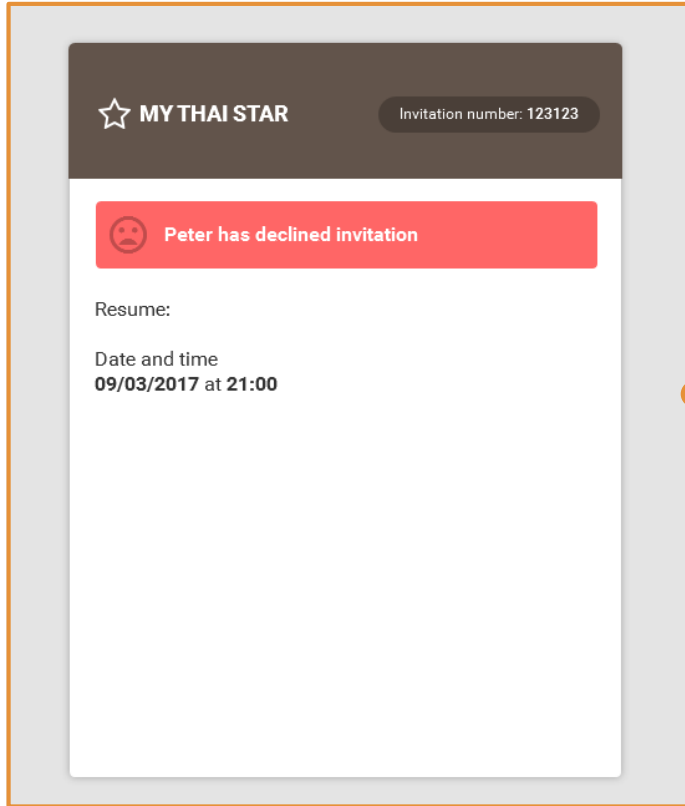 MY THAI STAR
Invitation number: 123123
Peter has declined invitation
Resume:
Date and time
09/03/2017 at 21:00